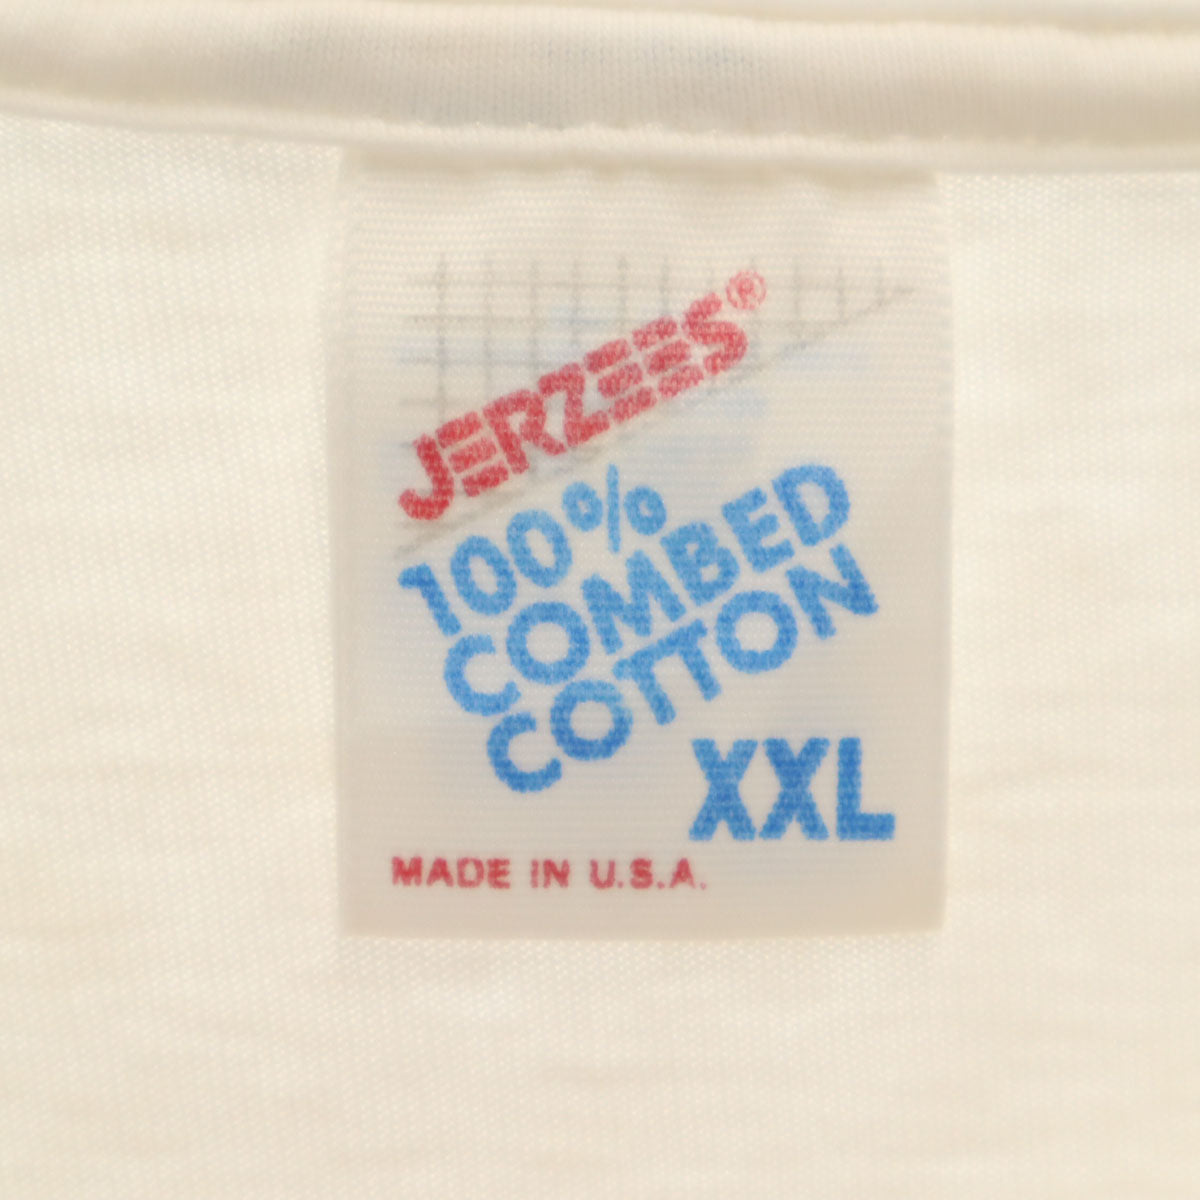 JERZEES®
100%
COMBED
COTTON
XXL
MADE IN U.S.A.